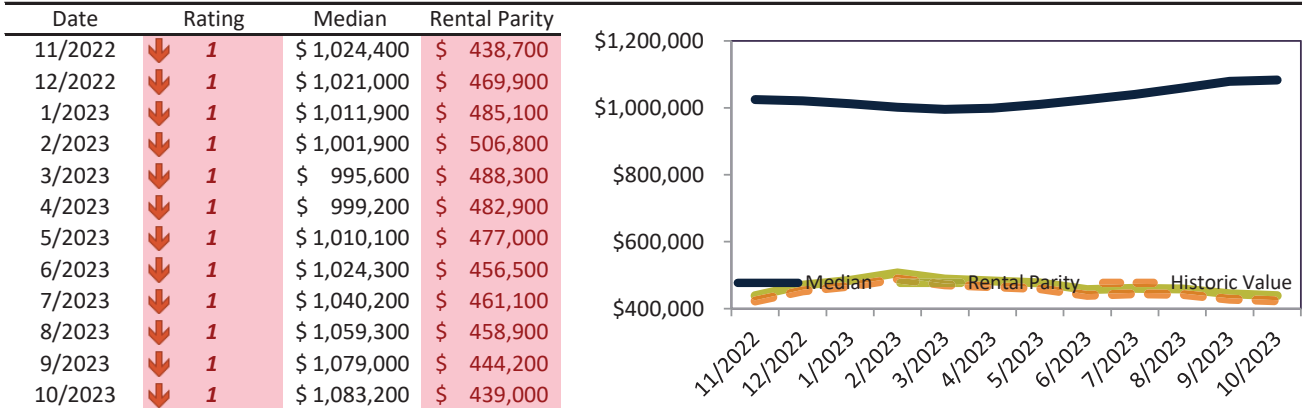 Date Rating Median Rental Parity
11/2022 1 $ 1,024,400 $ 438,700
12/2022 1 $ 1,021,000 $ 469,900
1/2023 1 $ 1,011,900 $ 485,100
2/2023 1 $ 1,001,900 $ 506,800
3/2023 1 $ 995,600 $ 488,300
4/2023 1 $ 999,200 $ 482,900
5/2023 1 $ 1,010,100 $ 477,000
6/2023 1 $ 1,024,300 $ 456,500
7/2023 1 $ 1,040,200 $ 461,100
8/2023 1 $ 1,059,300 $ 458,900
9/2023 1 $ 1,079,000 $ 444,200
10/2023 1 $ 1,083,200 $ 439,000
$1,200,000
$1,000,000
$800,000
$600,000
$400,000
Median Rental Parity Historic Value
11/2022 12/2022 1/2023 2/2023 3/2023 4/2023 5/2023 6/2023 7/2023 8/2023 9/2023 10/2023